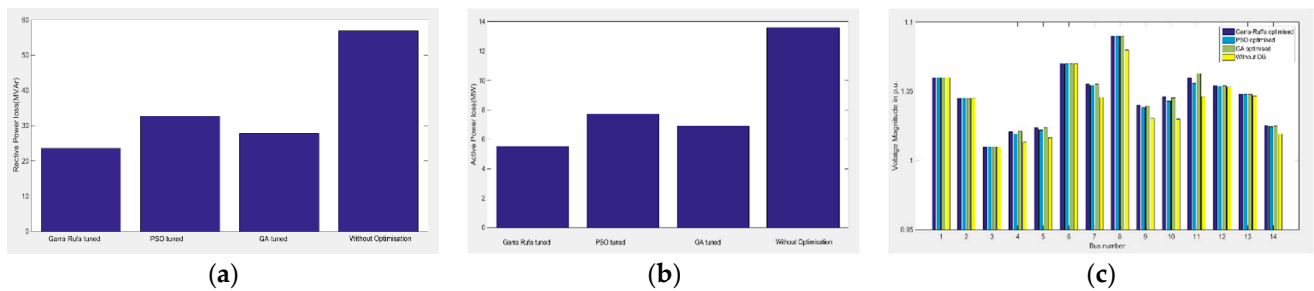 60
50
40
30
20
10
0
Rective Power loss(MVAr)
Garra Rufa tuned PSO tuned GA tuned Without Optimisation
(a)
14
12
10
8
6
4
2
0
Active Power loss(MW)
Garra Rufa tuned PSO tuned GA tuned Without Optimisation
(b)
1.1
1.05
1
0.95
Violatge Magnitude in p.u.
Garra-Ruffa optimised
PSO optimised
GA optimised
Without DG
1 2 3 4 5 6 7 8 9 10 11 12 13 14
Bus number
(c)